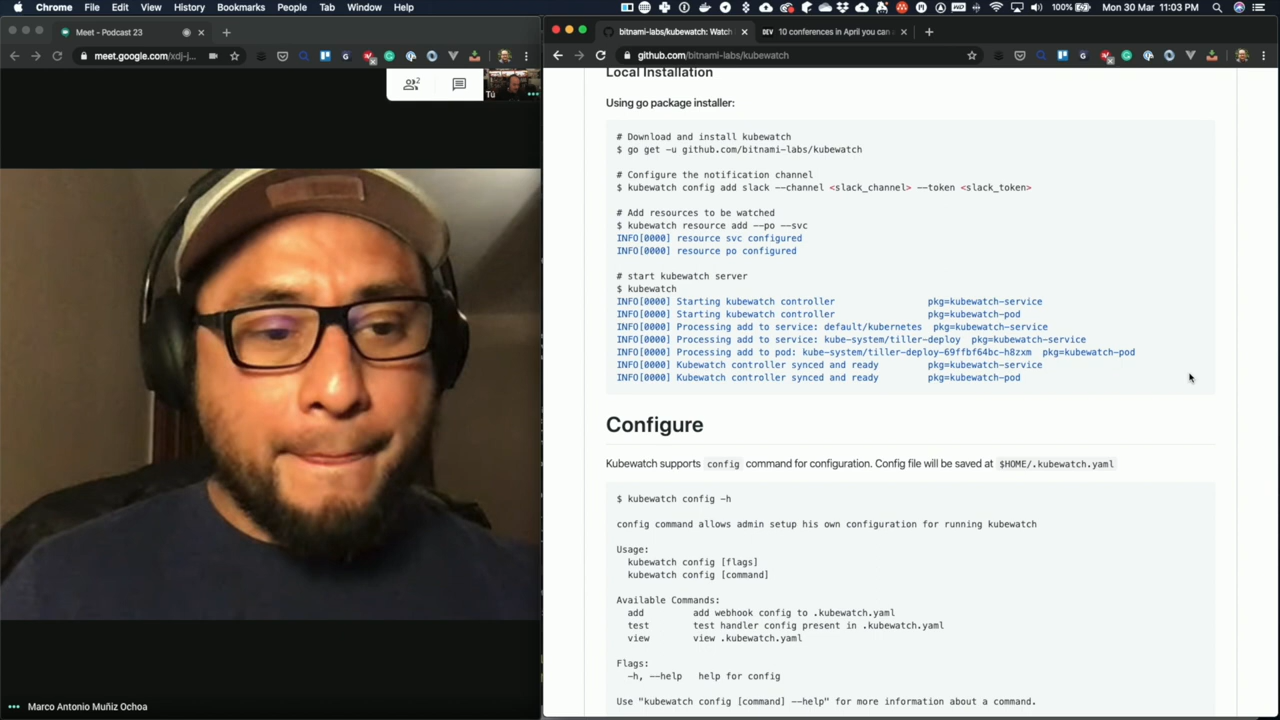 Chrome File Edit View History Bookmarks People Tab Window Help
100% Mon 30 Mar 11:03 PM
Meet - Podcast 23
meet.google.com/xdj-j...
2
Tú
Marco Antonio Muñiz Ochoa
bitnami-labs/kubewatch: Watch
DEV 10 conferences in April you can
github.com/bitnami-labs/kubewatch
Local Installation
Using go package installer:
# Download and install kubewatch
$ go get -u github.com/bitnami-labs/kubewatch
# Configure the notification channel
$ kubewatch config add slack --channel <slack_channel> --token <slack_token>
# Add resources to be watched
$ kubewatch resource add --po --svc
INFO[0000] resource svc configured
INFO[0000] resource po configured
# start kubewatch server
$ kubewatch
INFO[0000] Starting kubewatch controller pkg=kubewatch-service
INFO[0000] Starting kubewatch controller pkg=kubewatch-pod
INFO[0000] Processing add to service: default/kubernetes pkg=kubewatch-service
INFO[0000] Processing add to service: kube-system/tiller-deploy pkg=kubewatch-service
INFO[0000] Processing add to pod: kube-system/tiller-deploy-69ffbf64bc-h8zxm pkg=kubewatch-pod
INFO[0000] Kubewatch controller synced and ready pkg=kubewatch-service
INFO[0000] Kubewatch controller synced and ready pkg=kubewatch-pod
Configure
Kubewatch supports config command for configuration. Config file will be saved at $HOME/.kubewatch.yaml
$ kubewatch config -h
config command allows admin setup his own configuration for running kubewatch
Usage:
kubewatch config [flags]
kubewatch config [command]
Available Commands:
add add webhook config to .kubewatch.yaml
test test handler config present in .kubewatch.yaml
view view .kubewatch.yaml
Flags:
-h, --help help for config
Use "kubewatch config [command] --help" for more information about a command.